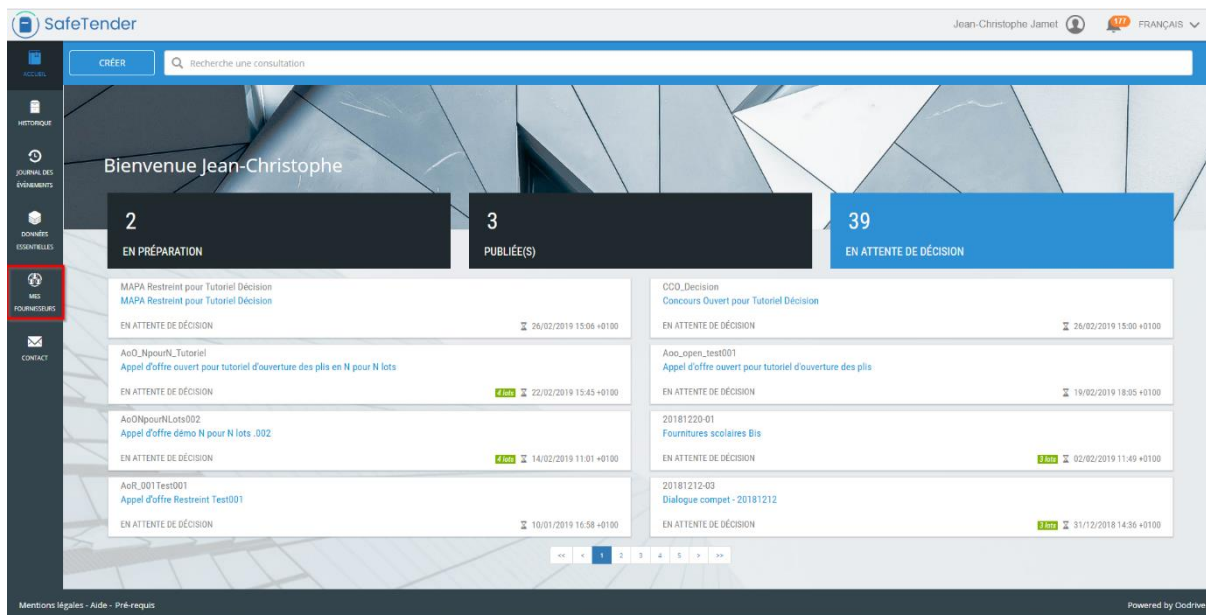 SafeTender
Jean-Christophe Jamet
177
FRANÇAIS
ACCUEIL
CRÉER
Recherche une consultation
HISTORIQUE
JOURNAL DES
ÉVÉNEMENTS
DONNÉES
ESSENTIELLES
MES
FOURNISSEURS
CONTACT
Bienvenue Jean-Christophe
2
EN PRÉPARATION
3
PUBLIÉE(S)
39
EN ATTENTE DE DÉCISION
MAPA Restreint pour Tutoriel Décision
MAPA Restreint pour Tutoriel Décision
EN ATTENTE DE DÉCISION
26/02/2019 15:06 +0100
CCO_Decision
Concours Ouvert pour Tutoriel Décision
EN ATTENTE DE DÉCISION
26/02/2019 15:00 +0100
AoO_NpourN_Tutoriel
Appel d'offre ouvert pour tutoriel d'ouverture des plis en N pour N lots
EN ATTENTE DE DÉCISION
4 lots 22/02/2019 15:45 +0100
Aoo_open_test001
Appel d'offre ouvert pour tutoriel d'ouverture des plis
EN ATTENTE DE DÉCISION
19/02/2019 18:05 +0100
AoONpourNLots002
Appel d'offre démo N pour N lots .002
EN ATTENTE DE DÉCISION
4 lots 14/02/2019 11:01 +0100
20181220-01
Fournitures scolaires Bis
EN ATTENTE DE DÉCISION
3 lots 02/02/2019 11:49 +0100
AoR_001Test001
Appel d'offre Restreint Test001
EN ATTENTE DE DÉCISION
10/01/2019 16:58 +0100
20181212-03
Dialogue compet - 20181212
EN ATTENTE DE DÉCISION
3 lots 31/12/2018 14:36 +0100
<< < 1 2 3 4 5 > >>
Mentions légales - Aide - Pré-requis
Powered by Oodrive